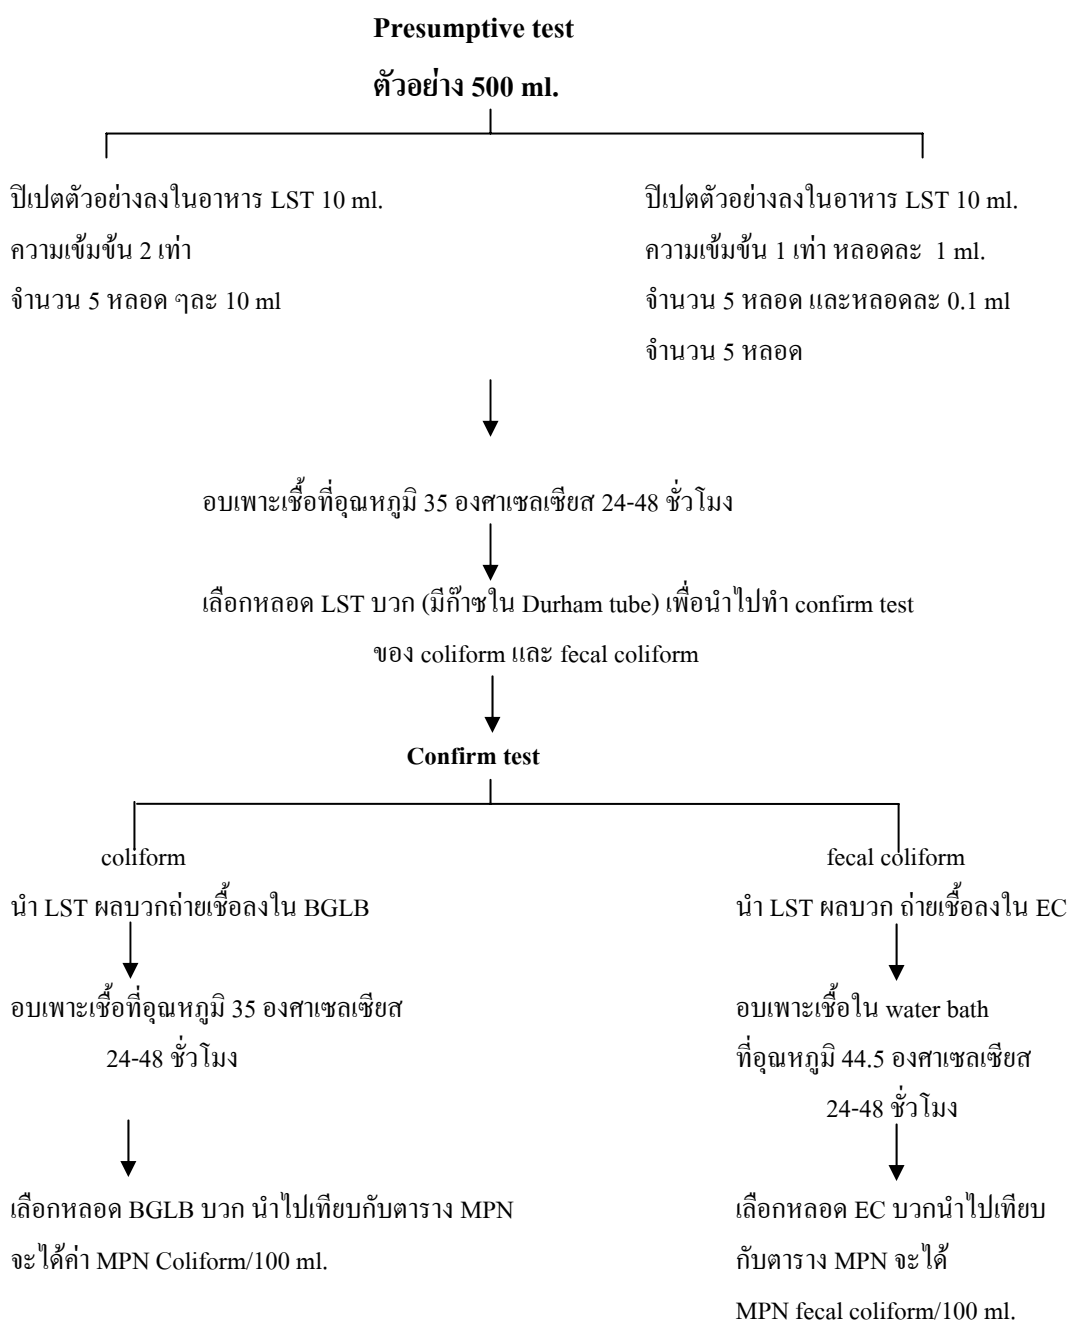 Presumptive test
ตัวอย่าง 500 ml.
ปิเปตตัวอย่างลงในอาหาร LST 10 ml.
ความเข้มข้น 2 เท่า
จำนวน 5 หลอด ๆละ 10 ml
ปิเปตตัวอย่างลงในอาหาร LST 10 ml.
ความเข้มข้น 1 เท่า หลอดละ 1 ml.
จำนวน 5 หลอด และหลอดละ 0.1 ml
จำนวน 5 หลอด
อบเพาะเชื้อที่อุณหภูมิ 35 องศาเซลเซียส 24-48 ชั่วโมง
เลือกหลอด LST บวก (มีก๊าซใน Durham tube) เพื่อนำไปทำ confirm test
ของ coliform และ fecal coliform
Confirm test
coliform
นำ LST ผลบวกถ่ายเชื้อลงใน BGLB
อบเพาะเชื้อที่อุณหภูมิ 35 องศาเซลเซียส
24-48 ชั่วโมง
เลือกหลอด BGLB บวก นำไปเทียบกับตาราง MPN
จะได้ค่า MPN Coliform/100 ml.
fecal coliform
นำ LST ผลบวก ถ่ายเชื้อลงใน EC
อบเพาะเชื้อใน water bath
ที่อุณหภูมิ 44.5 องศาเซลเซียส
24-48 ชั่วโมง
เลือกหลอด EC บวกนำไปเทียบ
กับตาราง MPN จะได้
MPN fecal coliform/100 ml.